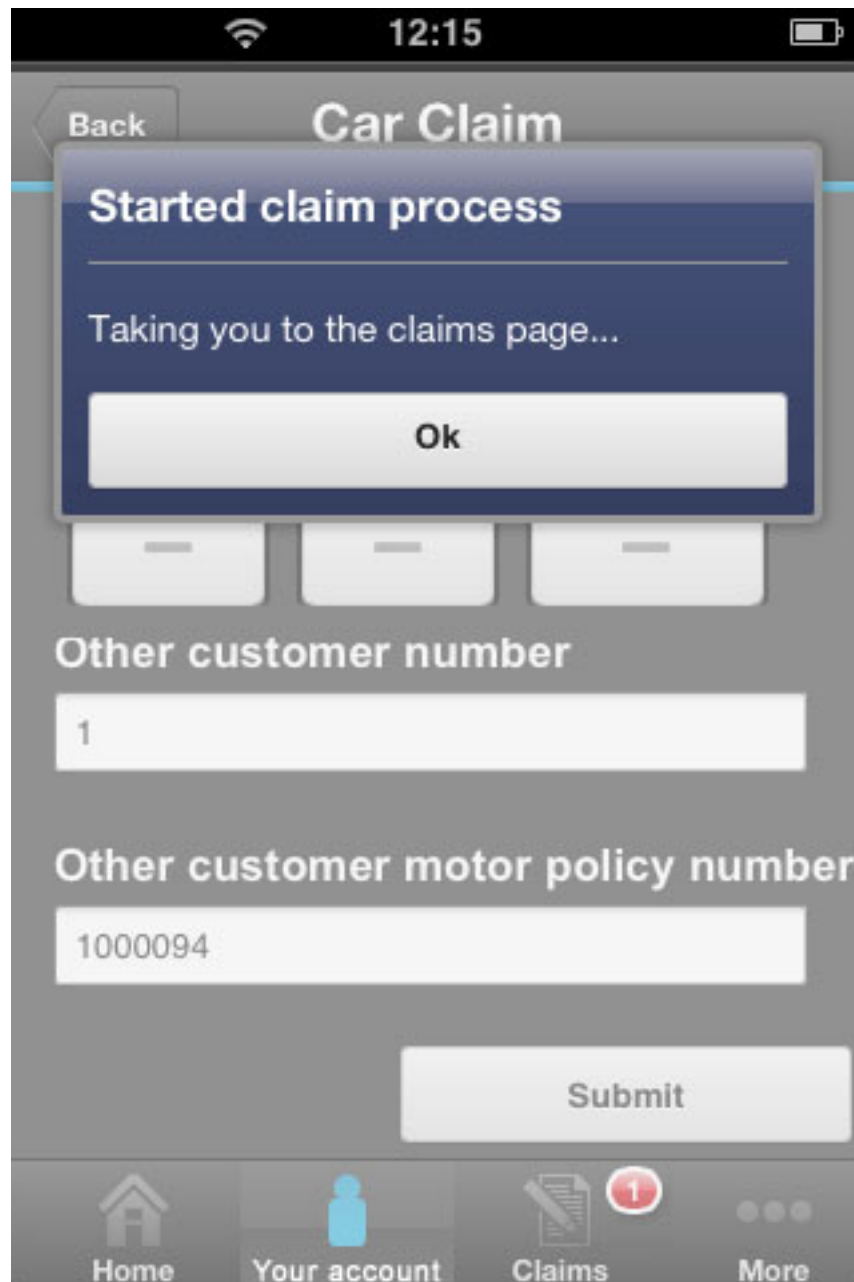 12:15
Back
Car Claim
Started claim process
Taking you to the claims page...
Ok
Other customer number
1
Other customer motor policy number
1000094
Submit
1
Home
Your account
Claims
More